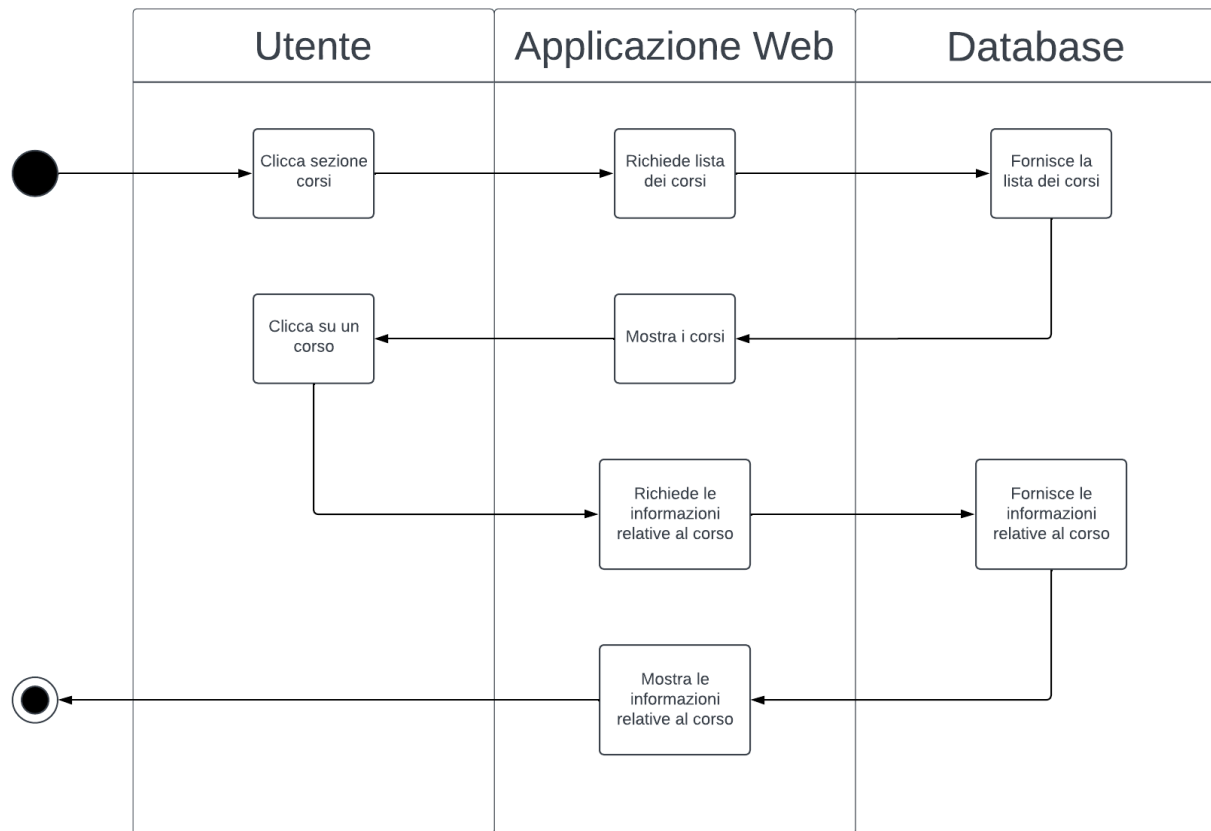 Utente
Applicazione Web
Database
Clicca sezione
corsi
Richiede lista
dei corsi
Fornisce la
lista dei corsi
Clicca su un
corso
Mostra i corsi
Richiede le
informazioni
relative al corso
Fornisce le
informazioni
relative al corso
Mostra le
informazioni
relative al corso